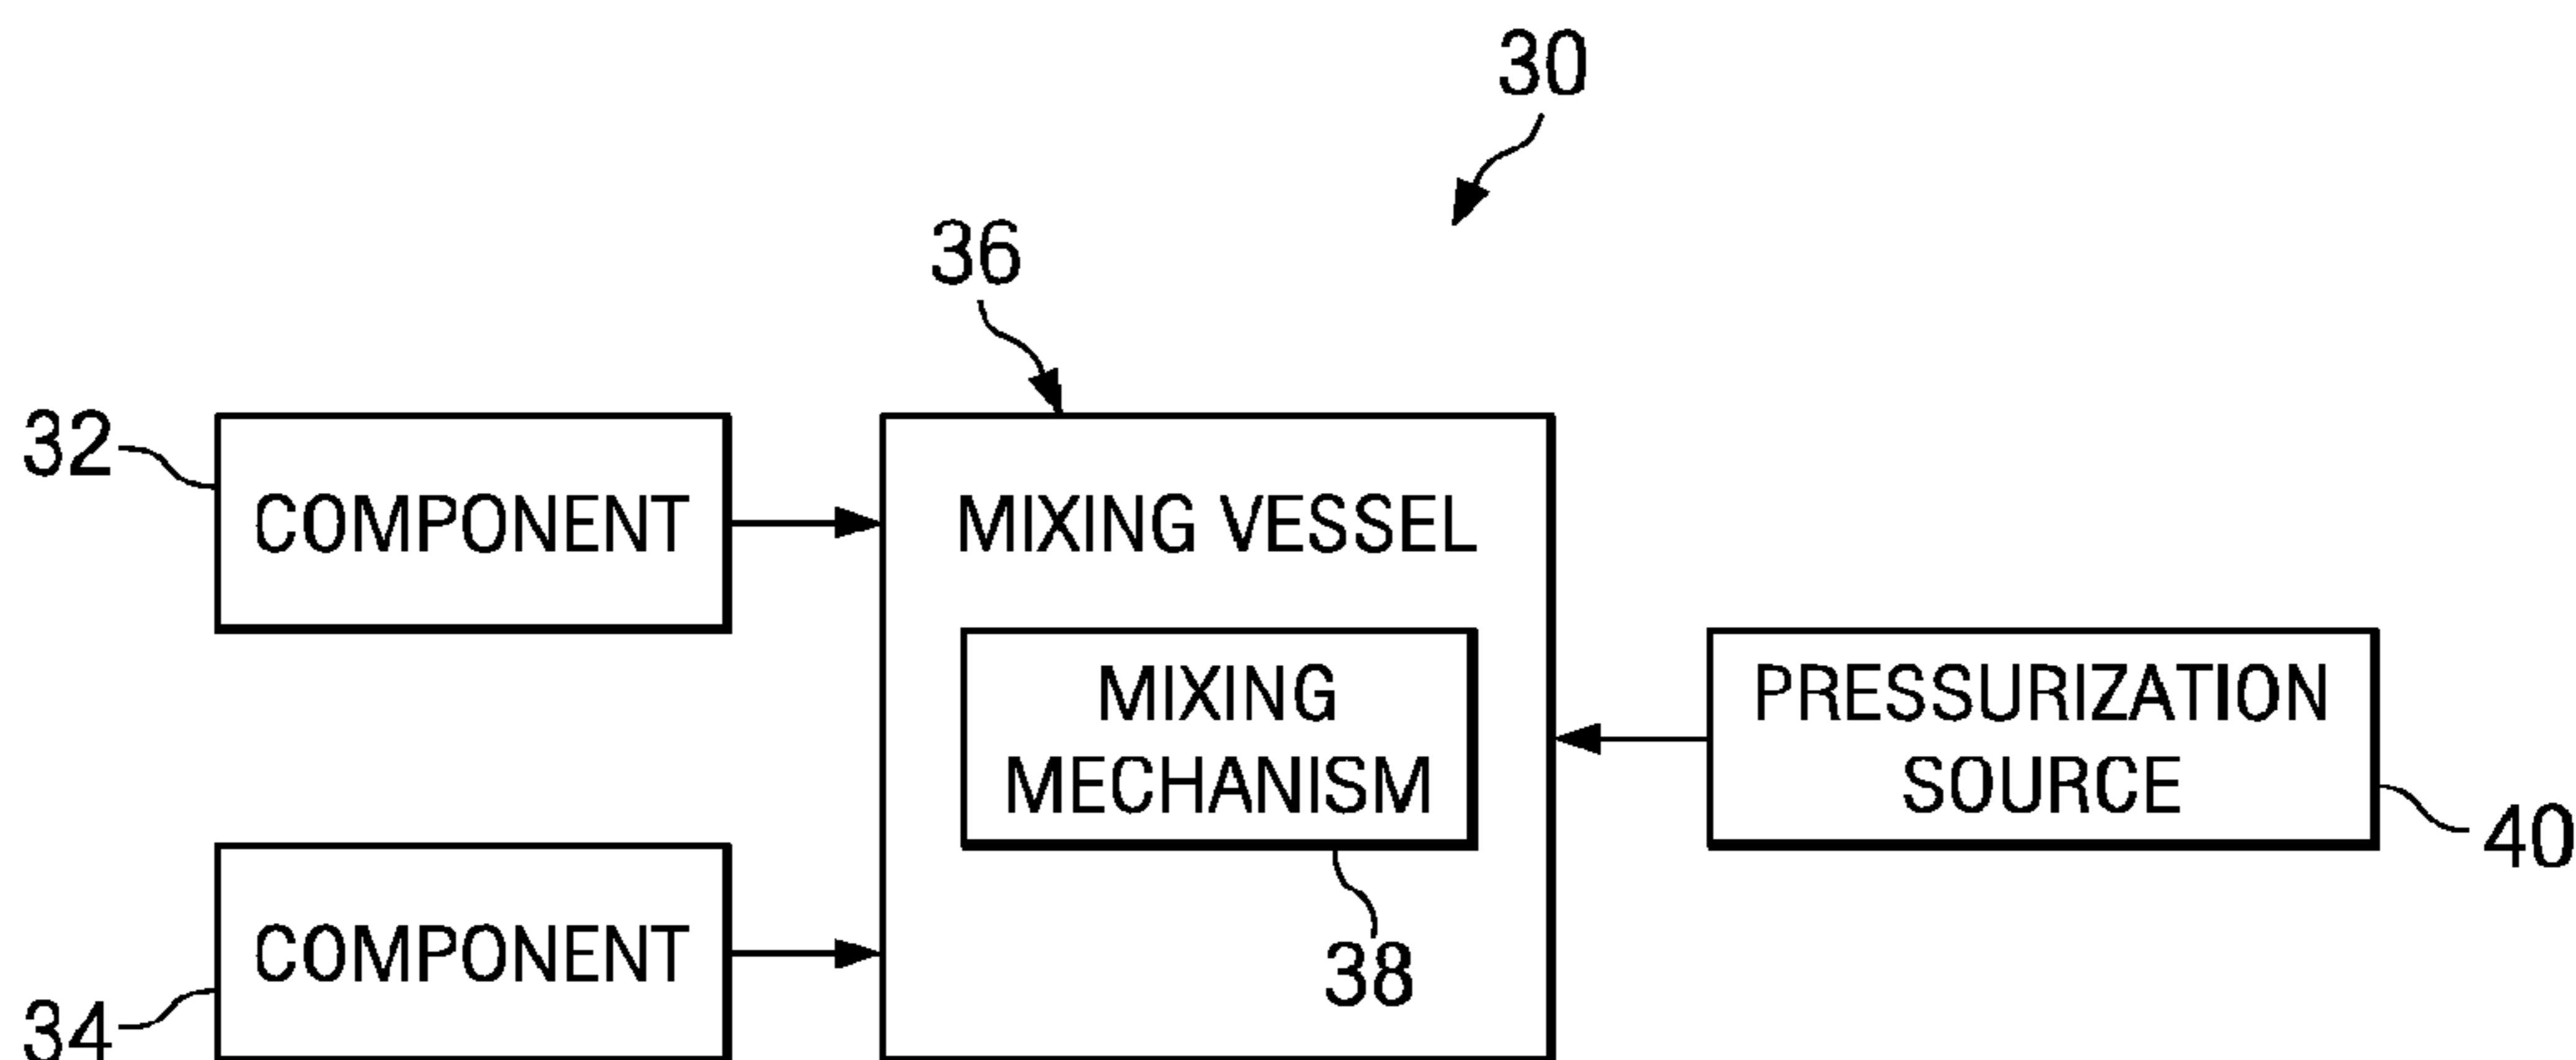 30
36
32
COMPONENT
MIXING VESSEL
MIXING
MECHANISM
PRESSURIZATION
SOURCE
40
COMPONENT
38
34